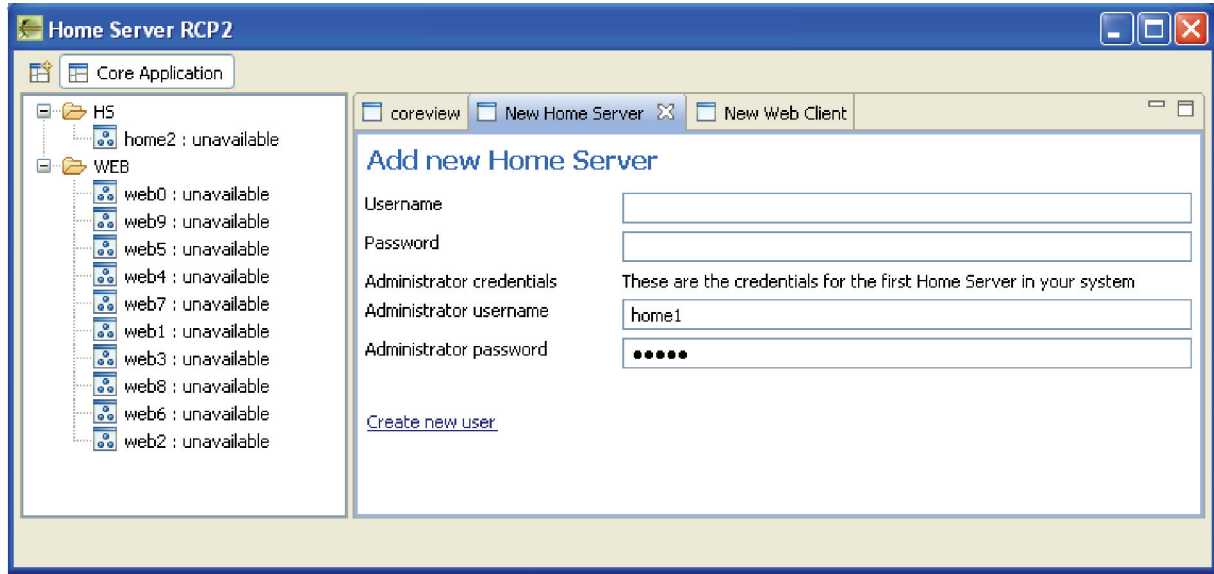 Home Server RCP2
Core Application
HS
home2 : unavailable
WEB
web0 : unavailable
web9 : unavailable
web5 : unavailable
web4 : unavailable
web7 : unavailable
web1 : unavailable
web3 : unavailable
web8 : unavailable
web6 : unavailable
web2 : unavailable
coreview New Home Server New Web Client
Add new Home Server
Username
Password
Administrator credentials These are the credentials for the first Home Server in your system
Administrator username home1
Administrator password ●●●●●
Create new user